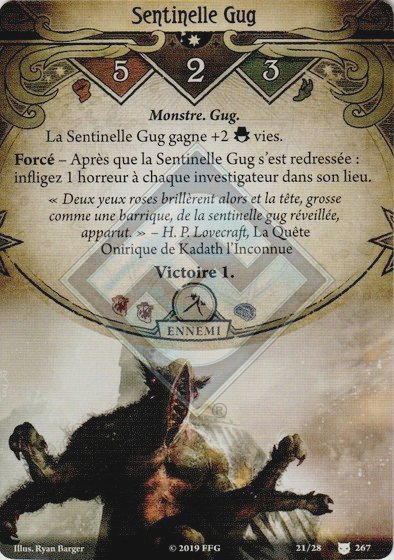 Sentinelle Gug
5 2 3
Monstre. Gug.
La Sentinelle Gug gagne +2 vies.
Forcé – Après que la Sentinelle Gug s'est redressée :
infligez 1 horreur à chaque investigateur dans son lieu.
« Deux yeux roses brillèrent alors et la tête, grosse
comme une barrique, de la sentinelle gug réveillée,
apparut. » – H. P. Lovecraft, La Quête
Onirique de Kadath l'Inconnue
Victoire 1.
ENNEMI
Illus. Ryan Barger
© 2019 FFG
21/28
267